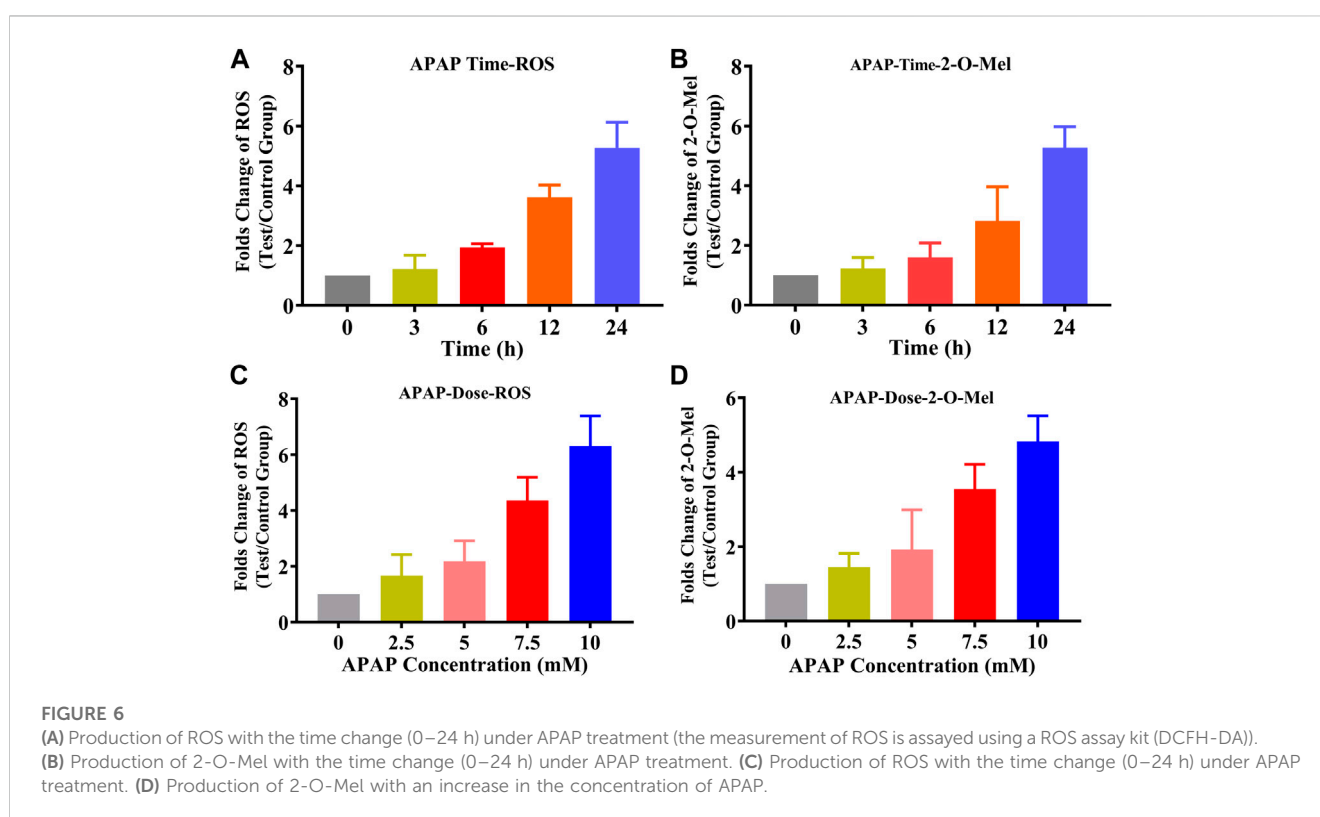 A
APAP Time-ROS
Folds Change of ROS
(Test/Control Group)
8
6
4
2
0
0 3 6 12 24
Time (h)
B
APAP-Time-2-O-Mel
Folds Change of 2-O-Mel
(Test/Control Group)
8
6
4
2
0
0 3 6 12 24
Time (h)
C
APAP-Dose-ROS
Folds Change of ROS
(Test/Control Group)
8
6
4
2
0
0 2.5 5 7.5 10
APAP Concentration (mM)
D
APAP-Dose-2-O-Mel
Folds Change of 2-O-Mel
(Test/Control Group)
6
4
2
0
0 2.5 5 7.5 10
APAP Concentration (mM)
FIGURE 6
(A) Production of ROS with the time change (0–24 h) under APAP treatment (the measurement of ROS is assayed using a ROS assay kit (DCFH-DA)).
(B) Production of 2-O-Mel with the time change (0–24 h) under APAP treatment. (C) Production of ROS with the time change (0–24 h) under APAP
treatment. (D) Production of 2-O-Mel with an increase in the concentration of APAP.